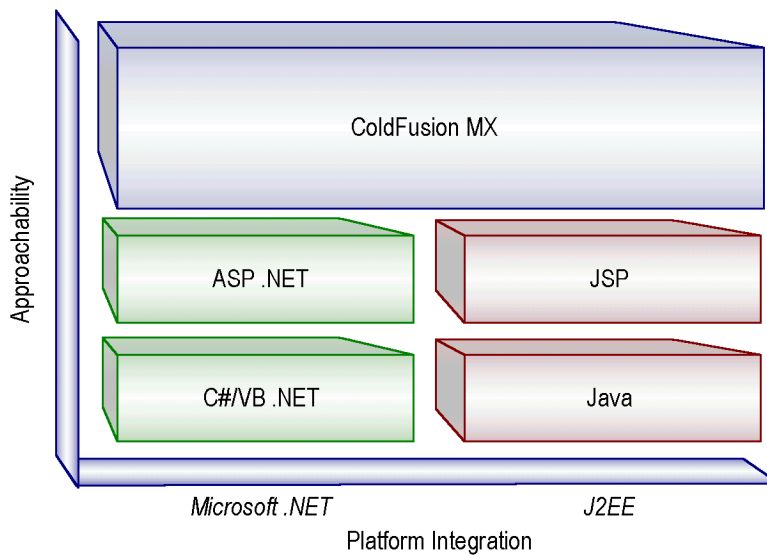 ColdFusion MX
Approachability
ASP .NET
JSP
C#/VB .NET
Java
Microsoft .NET
J2EE
Platform Integration